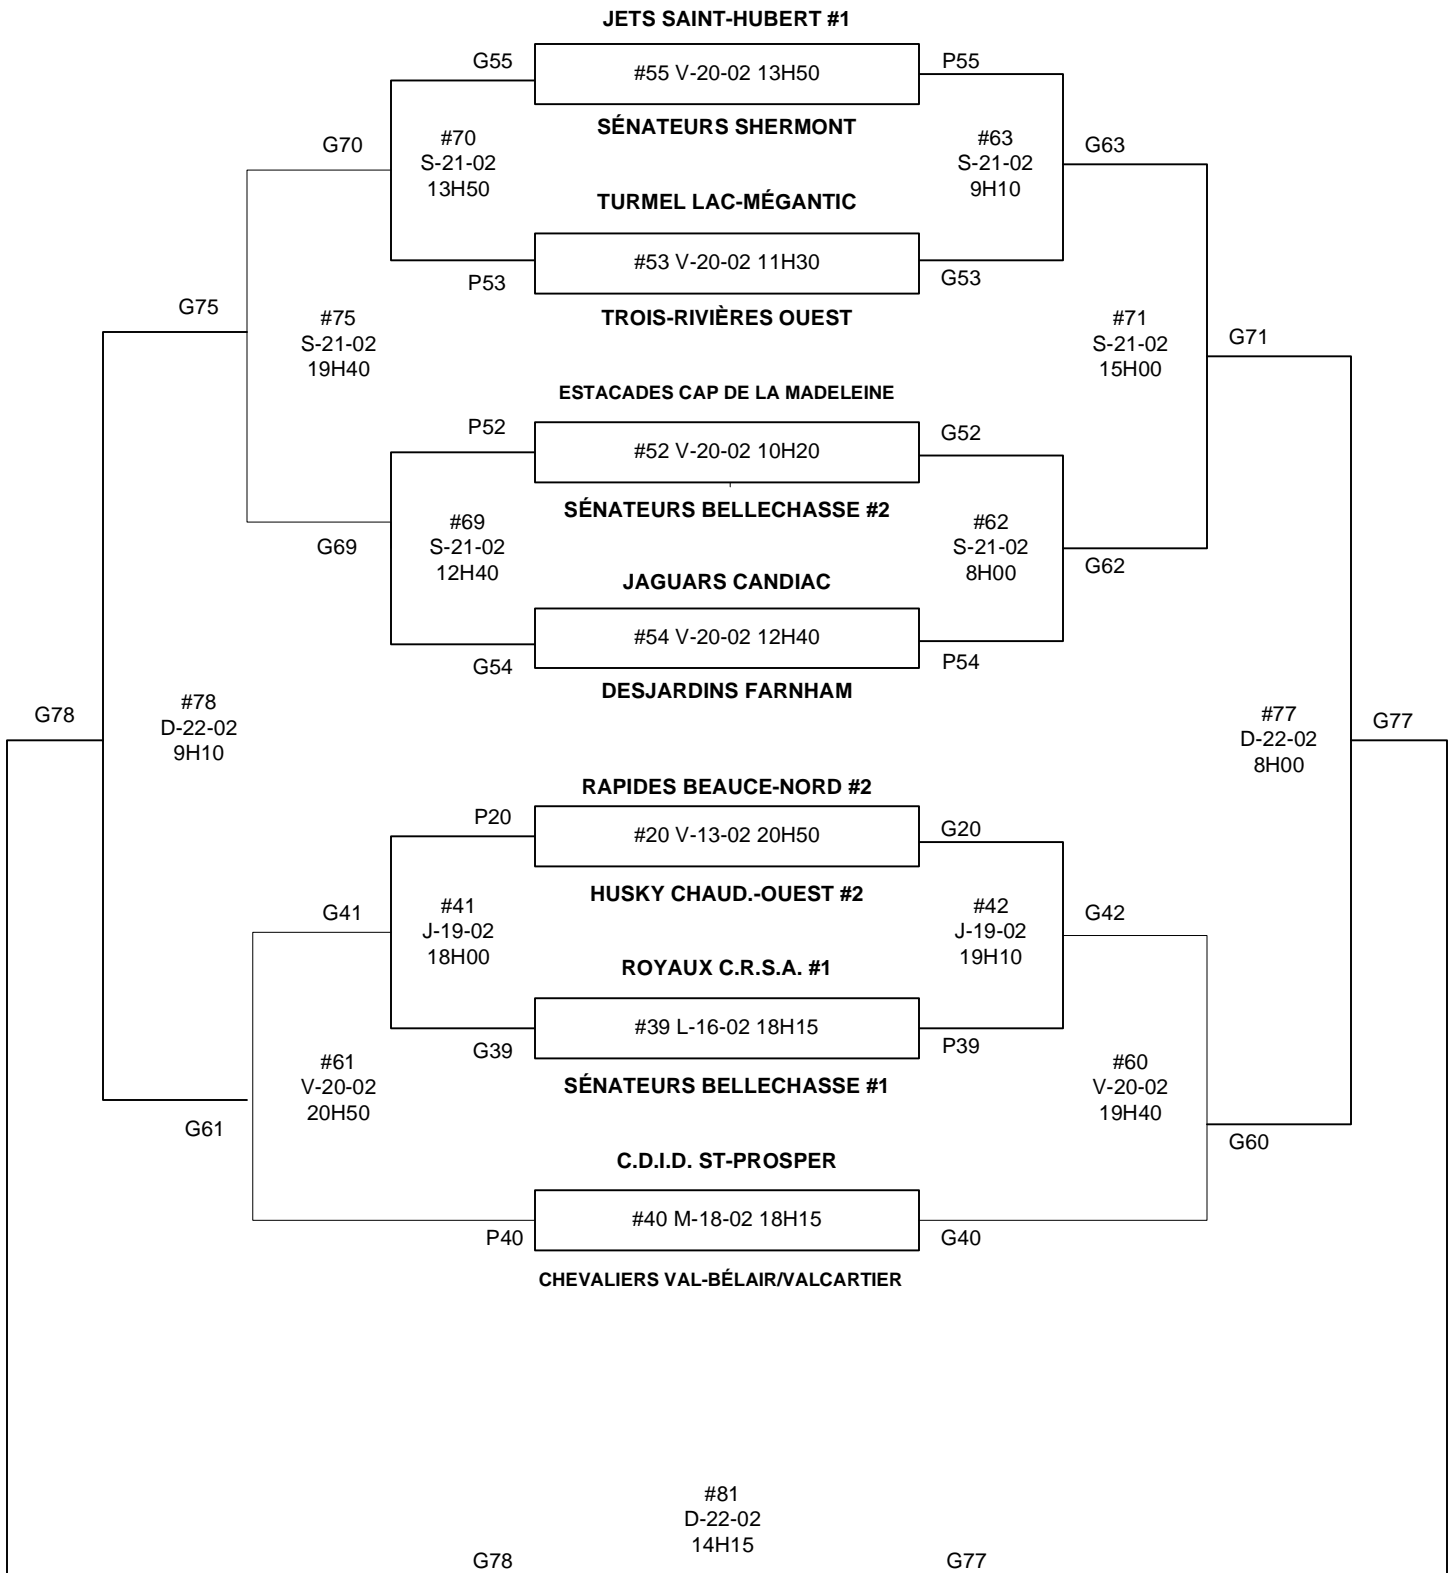 JETS SAINT-HUBERT #1
G55
#55 V-20-02 13H50
P55
SÉNATEURS SHERMONT
G70
#70
S-21-02
13H50
#63
S-21-02
9H10
G63
TURMEL LAC-MÉGANTIC
#53 V-20-02 11H30
P53
G53
TROIS-RIVIÈRES OUEST
G75
#75
S-21-02
19H40
#71
S-21-02
15H00
G71
ESTACADES CAP DE LA MADELEINE
P52
#52 V-20-02 10H20
G52
SÉNATEURS BELLECHASSE #2
G69
#69
S-21-02
12H40
#62
S-21-02
8H00
G62
JAGUARS CANDIAC
#54 V-20-02 12H40
G54
P54
DESJARDINS FARNHAM
G78
#78
D-22-02
9H10
#77
D-22-02
8H00
G77
RAPIDES BEAUCE-NORD #2
P20
#20 V-13-02 20H50
G20
HUSKY CHAUD.-OUEST #2
G41
#41
J-19-02
18H00
#42
J-19-02
19H10
G42
ROYAUX C.R.S.A. #1
#39 L-16-02 18H15
G39
P39
SÉNATEURS BELLECHASSE #1
#61
V-20-02
20H50
#60
V-20-02
19H40
G61
G60
C.D.I.D. ST-PROSPER
#40 M-18-02 18H15
P40
G40
CHEVALIERS VAL-BÉLAIR/VALCARTIER
#81
D-22-02
14H15
G78
G77